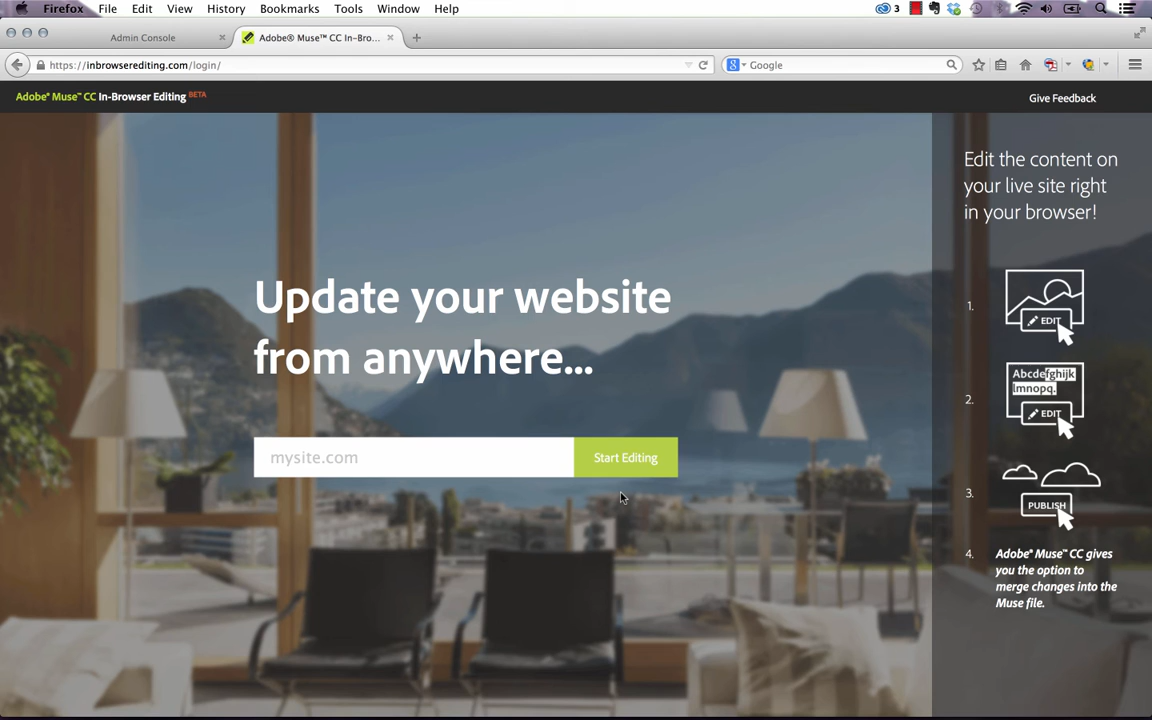 Firefox File Edit View History Bookmarks Tools Window Help 3
Admin Console
Adobe® Muse™ CC In-Bro...
https://inbrowserediting.com/login/
Google
Adobe® Muse™ CC In-Browser Editing BETA
Give Feedback
Update your website
from anywhere...
mysite.com
Start Editing
Edit the content on
your live site right
in your browser!
1.
EDIT
2.
Abcdefghijk
lmnopq.
EDIT
3.
PUBLISH
4.
Adobe® Muse™ CC gives
you the option to
merge changes into the
Muse file.